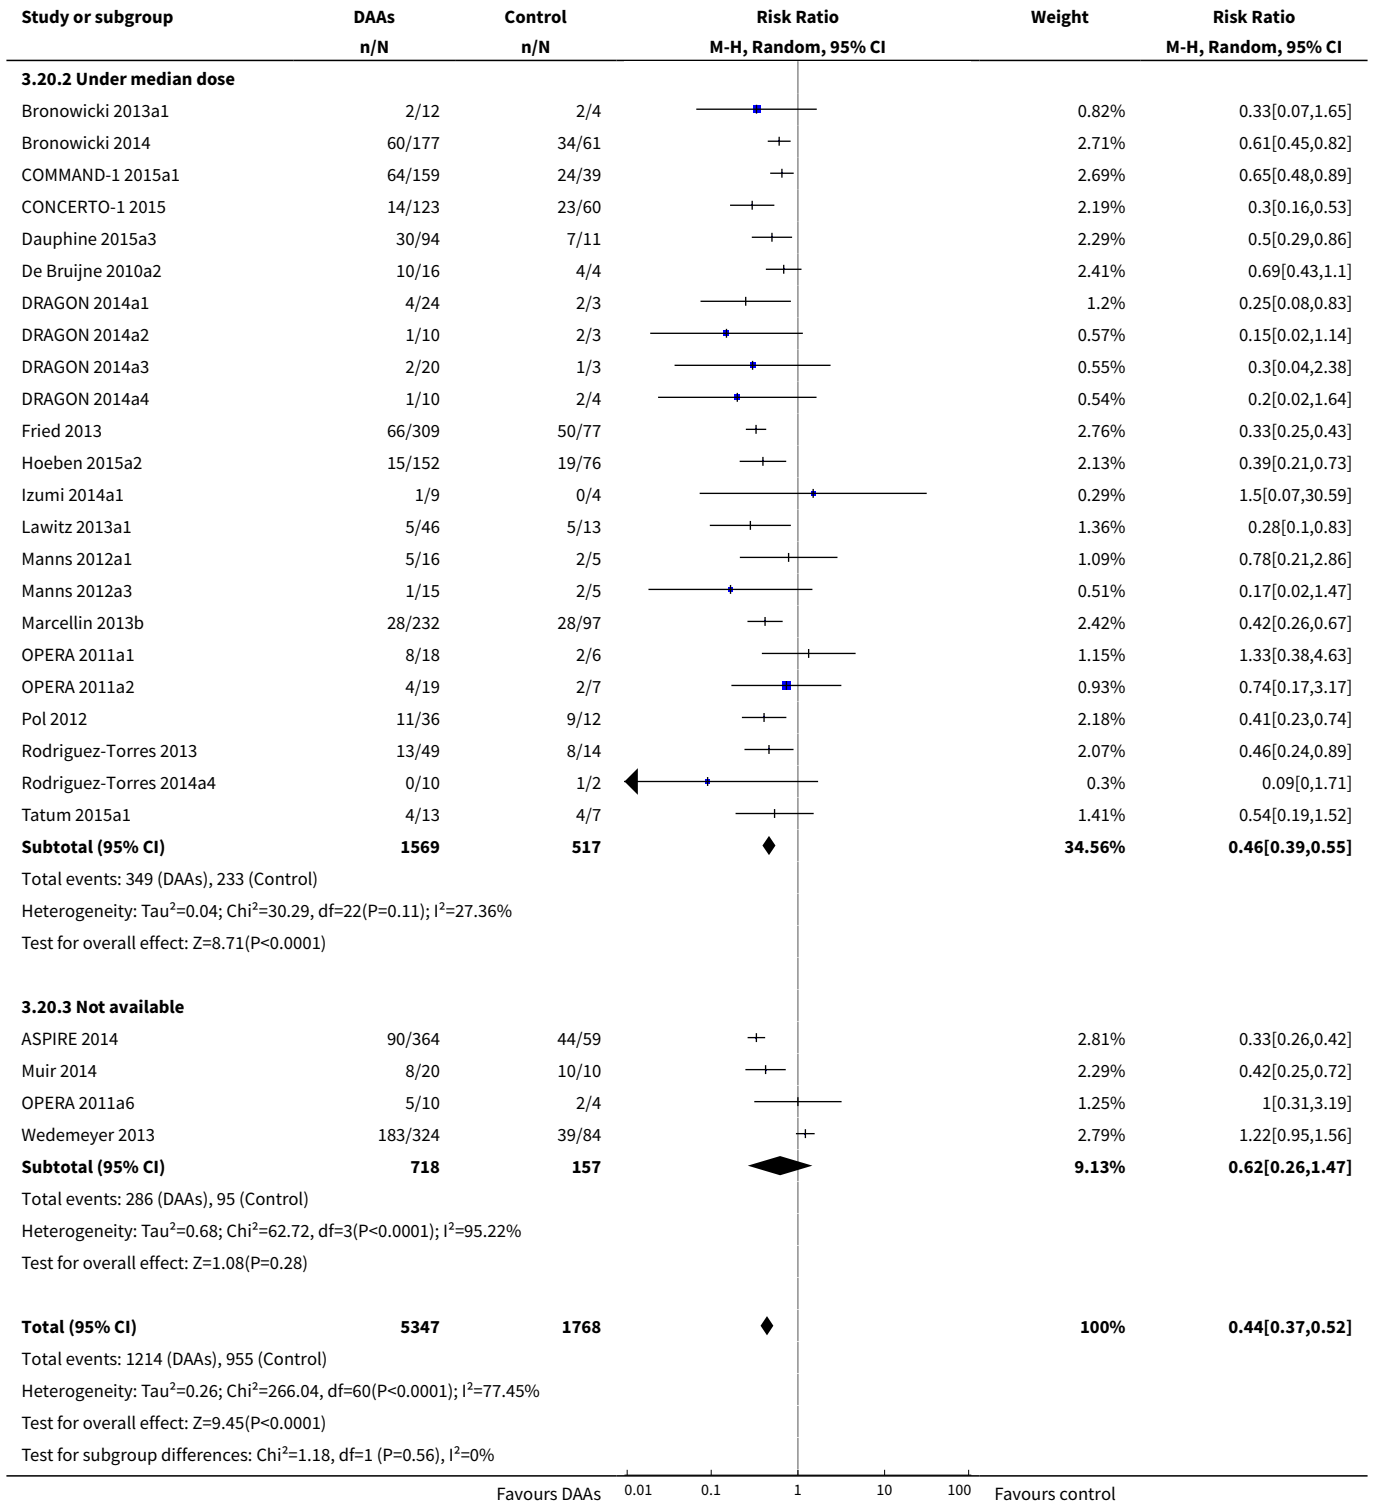 Study or subgroup DAAs Control Risk Ratio Weight Risk Ratio
n/N n/N M-H, Random, 95% CI M-H, Random, 95% CI
3.20.2 Under median dose
Bronowicki 2013a1 2/12 2/4 0.82% 0.33[0.07,1.65]
Bronowicki 2014 60/177 34/61 2.71% 0.61[0.45,0.82]
COMMAND-1 2015a1 64/159 24/39 2.69% 0.65[0.48,0.89]
CONCERTO-1 2015 14/123 23/60 2.19% 0.3[0.16,0.53]
Dauphine 2015a3 30/94 7/11 2.29% 0.5[0.29,0.86]
De Bruijne 2010a2 10/16 4/4 2.41% 0.69[0.43,1.1]
DRAGON 2014a1 4/24 2/3 1.2% 0.25[0.08,0.83]
DRAGON 2014a2 1/10 2/3 0.57% 0.15[0.02,1.14]
DRAGON 2014a3 2/20 1/3 0.55% 0.3[0.04,2.38]
DRAGON 2014a4 1/10 2/4 0.54% 0.2[0.02,1.64]
Fried 2013 66/309 50/77 2.76% 0.33[0.25,0.43]
Hoeben 2015a2 15/152 19/76 2.13% 0.39[0.21,0.73]
Izumi 2014a1 1/9 0/4 0.29% 1.5[0.07,30.59]
Lawitz 2013a1 5/46 5/13 1.36% 0.28[0.1,0.83]
Manns 2012a1 5/16 2/5 1.09% 0.78[0.21,2.86]
Manns 2012a3 1/15 2/5 0.51% 0.17[0.02,1.47]
Marcellin 2013b 28/232 28/97 2.42% 0.42[0.26,0.67]
OPERA 2011a1 8/18 2/6 1.15% 1.33[0.38,4.63]
OPERA 2011a2 4/19 2/7 0.93% 0.74[0.17,3.17]
Pol 2012 11/36 9/12 2.18% 0.41[0.23,0.74]
Rodriguez-Torres 2013 13/49 8/14 2.07% 0.46[0.24,0.89]
Rodriguez-Torres 2014a4 0/10 1/2 0.3% 0.09[0,1.71]
Tatum 2015a1 4/13 4/7 1.41% 0.54[0.19,1.52]
Subtotal (95% CI) 1569 517 34.56% 0.46[0.39,0.55]
Total events: 349 (DAAs), 233 (Control)
Heterogeneity: Tau²=0.04; Chi²=30.29, df=22(P=0.11); I²=27.36%
Test for overall effect: Z=8.71(P<0.0001)
3.20.3 Not available
ASPIRE 2014 90/364 44/59 2.81% 0.33[0.26,0.42]
Muir 2014 8/20 10/10 2.29% 0.42[0.25,0.72]
OPERA 2011a6 5/10 2/4 1.25% 1[0.31,3.19]
Wedemeyer 2013 183/324 39/84 2.79% 1.22[0.95,1.56]
Subtotal (95% CI) 718 157 9.13% 0.62[0.26,1.47]
Total events: 286 (DAAs), 95 (Control)
Heterogeneity: Tau²=0.68; Chi²=62.72, df=3(P<0.0001); I²=95.22%
Test for overall effect: Z=1.08(P=0.28)
Total (95% CI) 5347 1768 100% 0.44[0.37,0.52]
Total events: 1214 (DAAs), 955 (Control)
Heterogeneity: Tau²=0.26; Chi²=266.04, df=60(P<0.0001); I²=77.45%
Test for overall effect: Z=9.45(P<0.0001)
Test for subgroup differences: Chi²=1.18, df=1 (P=0.56), I²=0%
Favours DAAs 0.01 0.1 1 10 100 Favours control